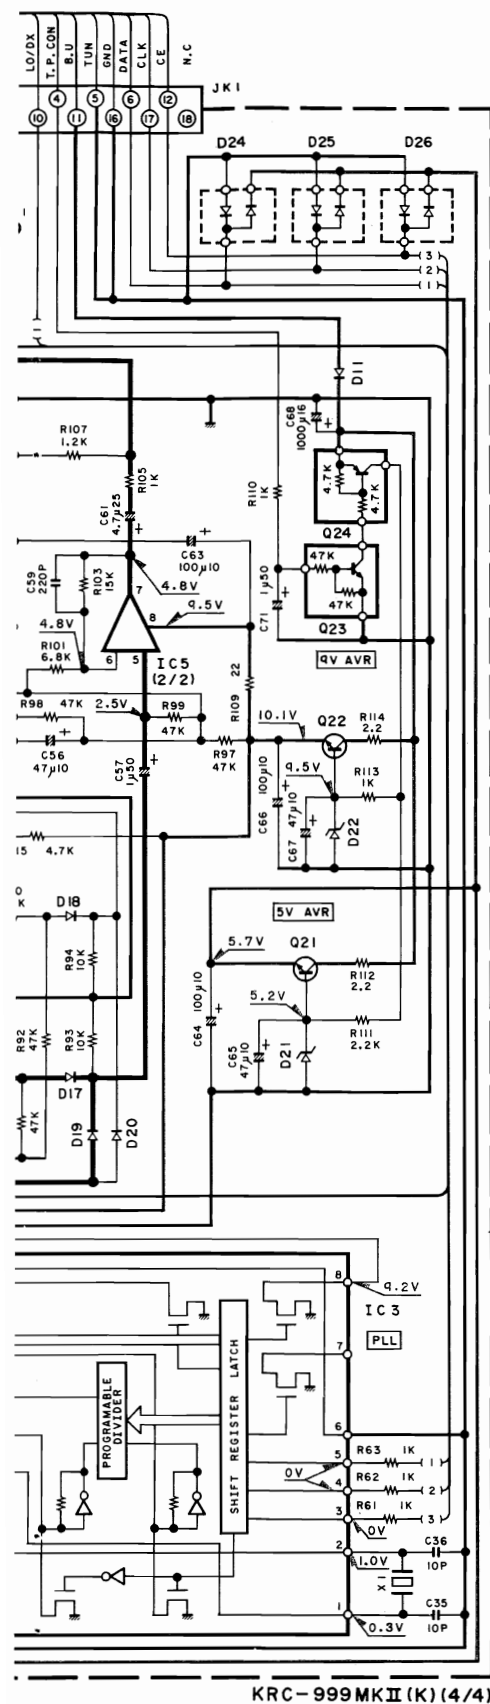 LO/DX
T.P.CON
B.U
TUN
GND
DATA
CLK
CE
N.C
JK1
4
5
6
12
10
11
16
17
18
D24
D25
D26
(3)
(2)
(1)
D11
C68
1000μ16
R107
1.2K
R105
1K
C61
4.7μ25
R110
1K
4.7K
4.7K
Q24
C63
100μ10
C59
220P
R103
15K
4.8V
7
47K
47K
C71
1μ50
Q23
9.5V
8
4.8V
R101
6.8K
6
5
IC5
(2/2)
9V AVR
22
R109
R98
47K
2.5V
R99
47K
10.1V
Q22
R114
2.2
C56
47μ10
C57
1μ50
R97
47K
100μ10
C66
9.5V
47μ10
C67
R113
1K
D22
15
4.7K
0
K
D18
5V AVR
R94
10K
5.7V
Q21
R112
2.2
R92
47K
R93
10K
100μ10
C64
5.2V
R111
2.2K
C65
47μ10
D21
D17
47K
D19
D20
8
9.2V
IC3
PLL
7
PROGRAMABLE
DIVIDER
SHIFT REGISTER LATCH
6
5
R63
1K
(1)
0V
4
R62
1K
(2)
3
R61
1K
(3)
0V
2
1.0V
C36
10P
X1
1
0.3V
C35
10P
KRC-999MKII(K)(4/4)